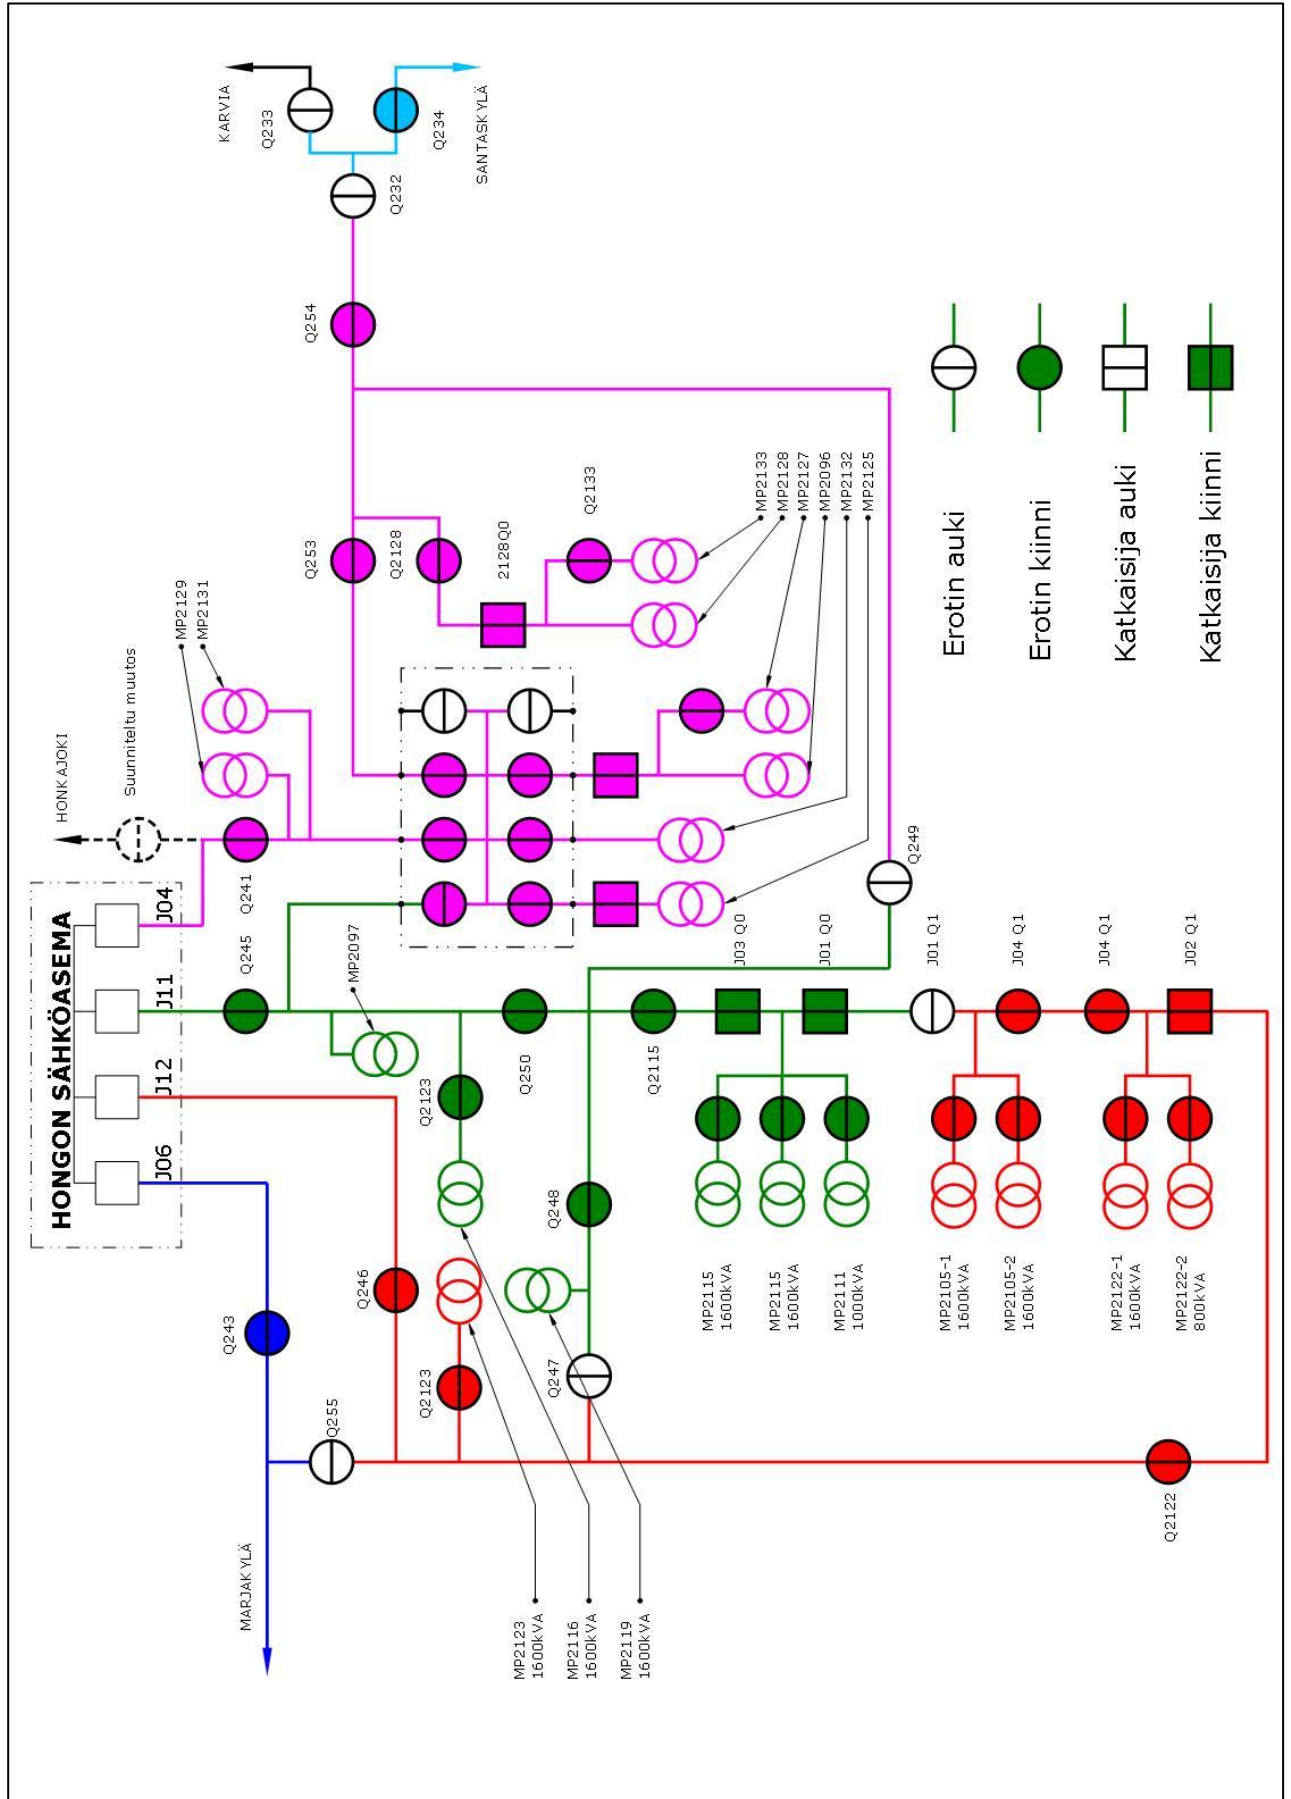 HONGON SÄHKÖASEMA
J06
J12
J11
J04
HONKAJOKI
Suunniteltu muutos
MP2129
MP2131
KARVIA
Q233
Q234
SANTASKYLÄ
Q232
Q254
Q253
Q2128
2128Q0
Q2133
MP2133
MP2128
MP2127
MP2096
MP2132
MP2125
Q241
Q245
MP2097
Q249
Q243
Q255
MARJAKYLÄ
Q246
Q2123
Q2123
Q250
Q248
Q247
Q2115
J03 Q0
J01 Q0
J01 Q1
J04 Q1
J04 Q1
J02 Q1
MP2115
1600kVA
MP2115
1600kVA
MP2111
1000kVA
MP2105-1
1600kVA
MP2105-2
1600kVA
MP2122-1
1600kVA
MP2122-2
800kVA
MP2123
1600kVA
MP2116
1600kVA
MP2119
1600kVA
Q2122
Erotin auki
Erotin kiinni
Katkaisija auki
Katkaisija kiinni